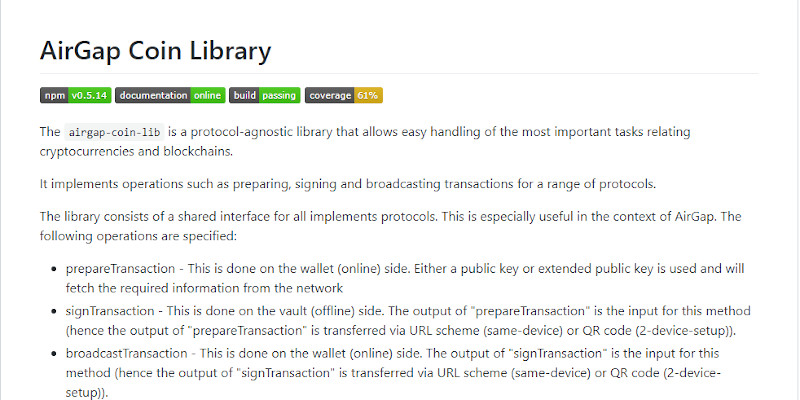 AirGap Coin Library
npm v0.5.14 documentation online build passing coverage 61%
The airgap-coin-lib is a protocol-agnostic library that allows easy handling of the most important tasks relating
cryptocurrencies and blockchains.
It implements operations such as preparing, signing and broadcasting transactions for a range of protocols.
The library consists of a shared interface for all implements protocols. This is especially useful in the context of AirGap. The
following operations are specified:
• prepareTransaction - This is done on the wallet (online) side. Either a public key or extended public key is used and will
fetch the required information from the network
• signTransaction - This is done on the vault (offline) side. The output of "prepareTransaction" is the input for this method
(hence the output of "prepareTransaction" is transferred via URL scheme (same-device) or QR code (2-device-setup)).
• broadcastTransaction - This is done on the wallet (online) side. The output of "signTransaction" is the input for this
method (hence the output of "signTransaction" is transferred via URL scheme (same-device) or QR code (2-device-
setup)).